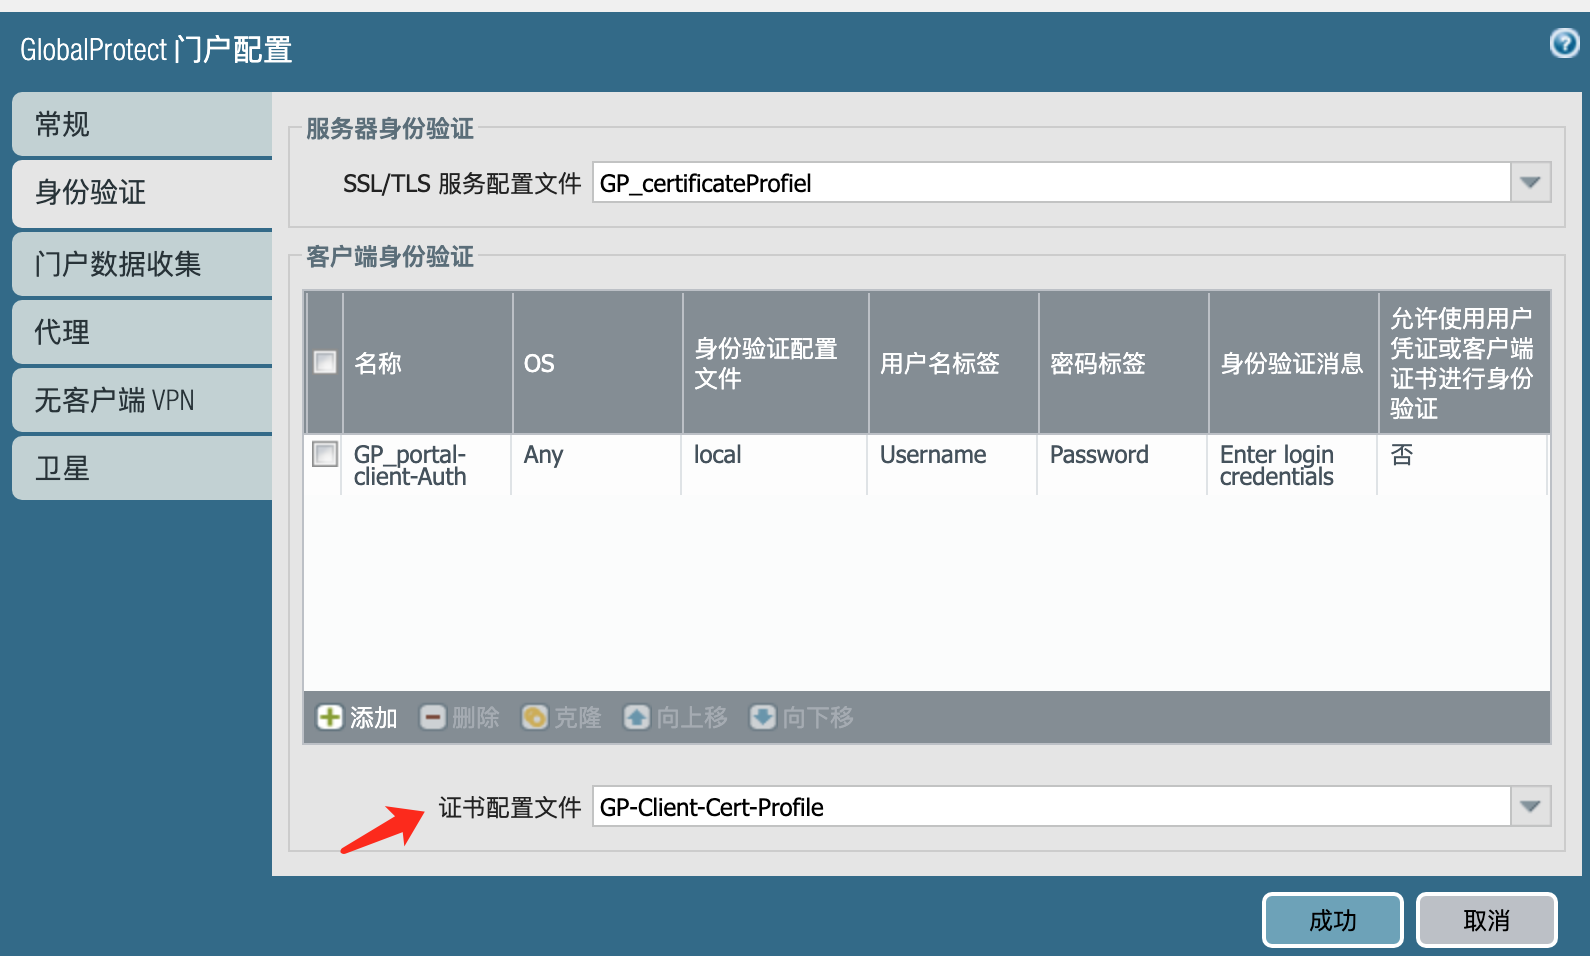 GlobalProtect 门户配置
常规
身份验证
门户数据收集
代理
无客户端 VPN
卫星
服务器身份验证
SSL/TLS 服务配置文件 GP_certificateProfiel
客户端身份验证
名称
OS
身份验证配置
文件
用户名标签
密码标签
身份验证消息
允许使用用户
凭证或客户端
证书进行身份
验证
GP_portal-
client-Auth
Any
local
Username
Password
Enter login
credentials
否
添加 删除 克隆 向上移 向下移
证书配置文件 GP-Client-Cert-Profile
成功 取消